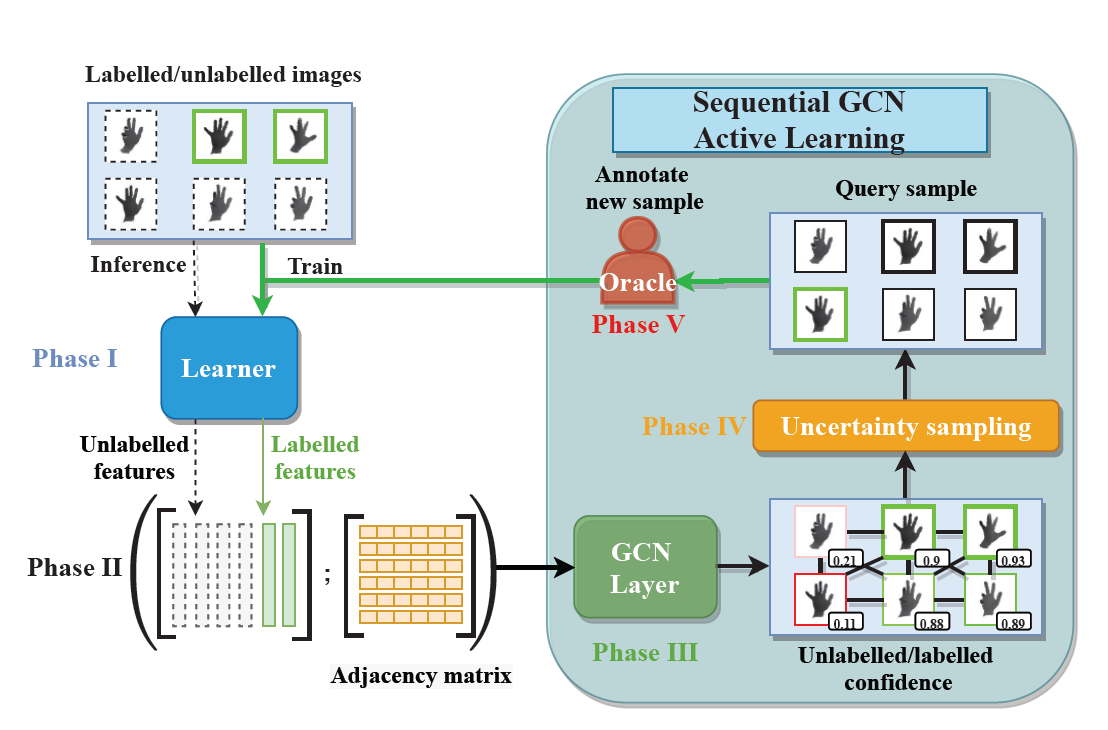 Labelled/unlabelled images
Sequential GCN
Active Learning
Annotate
new sample
Query sample
Inference
Train
Oracle
Phase V
Phase I
Learner
Phase IV
Uncertainty sampling
Unlabelled
features
Labelled
features
Phase II
;
GCN
Layer
0.21
0.9
0.93
0.11
0.88
0.89
Phase III
Adjacency matrix
Unlabelled/labelled
confidence